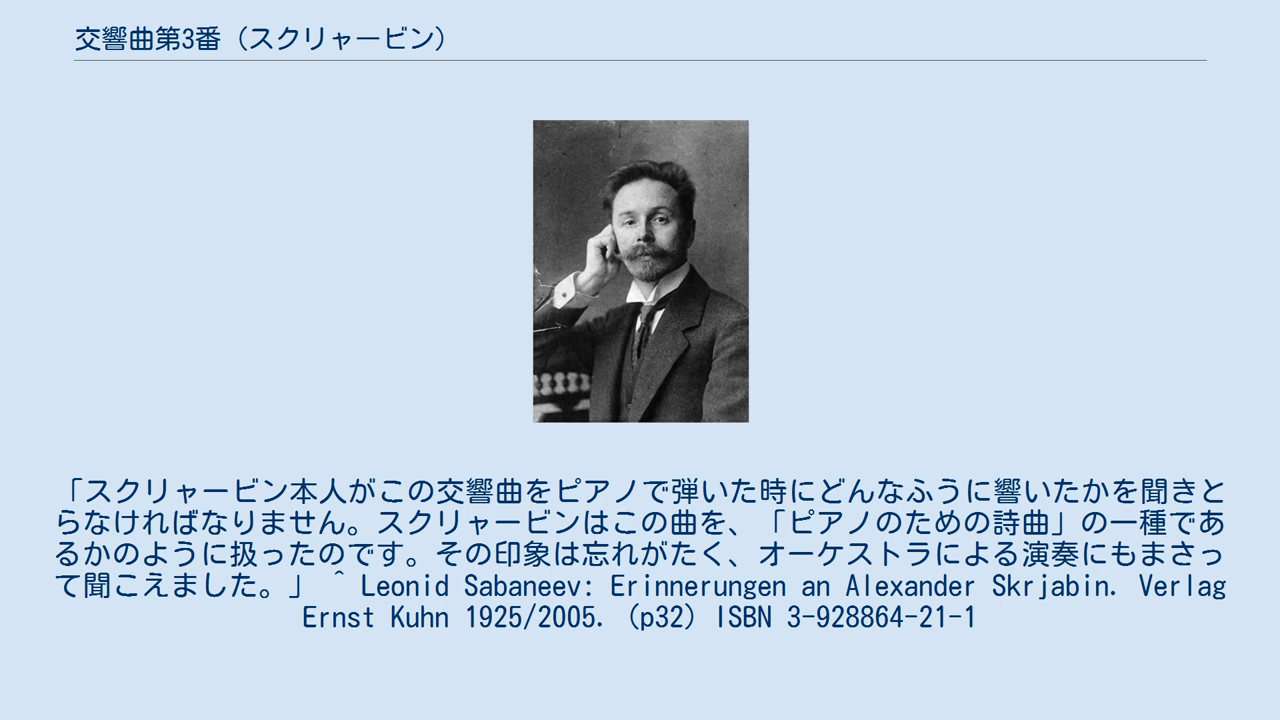 交響曲第3番（スクリャービン）
「スクリャービン本人がこの交響曲をピアノで弾いた時にどんなふうに響いたかを聞きと
らなければなりません。スクリャービンはこの曲を、「ピアノのための詩曲」の一種であ
るかのように扱ったのです。その印象は忘れがたく、オーケストラによる演奏にもまさっ
て聞こえました。」 ^ Leonid Sabaneev: Erinnerungen an Alexander Skrjabin. Verlag
Ernst Kuhn 1925/2005. (p32) ISBN 3-928864-21-1